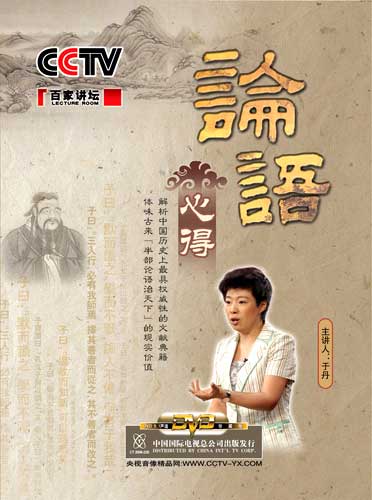 CCTV
百家讲坛
LECTURE ROOM
論語
心得
解析中国历史上最具权威性的文献典籍
体味古来「半部论语治天下」的现实价值
子曰：“三人行，必有我师焉。择其善者而从之，其不善者而改之
主讲人：于丹
DVD
中国国际电视总公司出版发行
DISTRIBUTED BY CHINA INT'L TV CORP.
央视音像精品网：WWW.CCTV-YX.COM